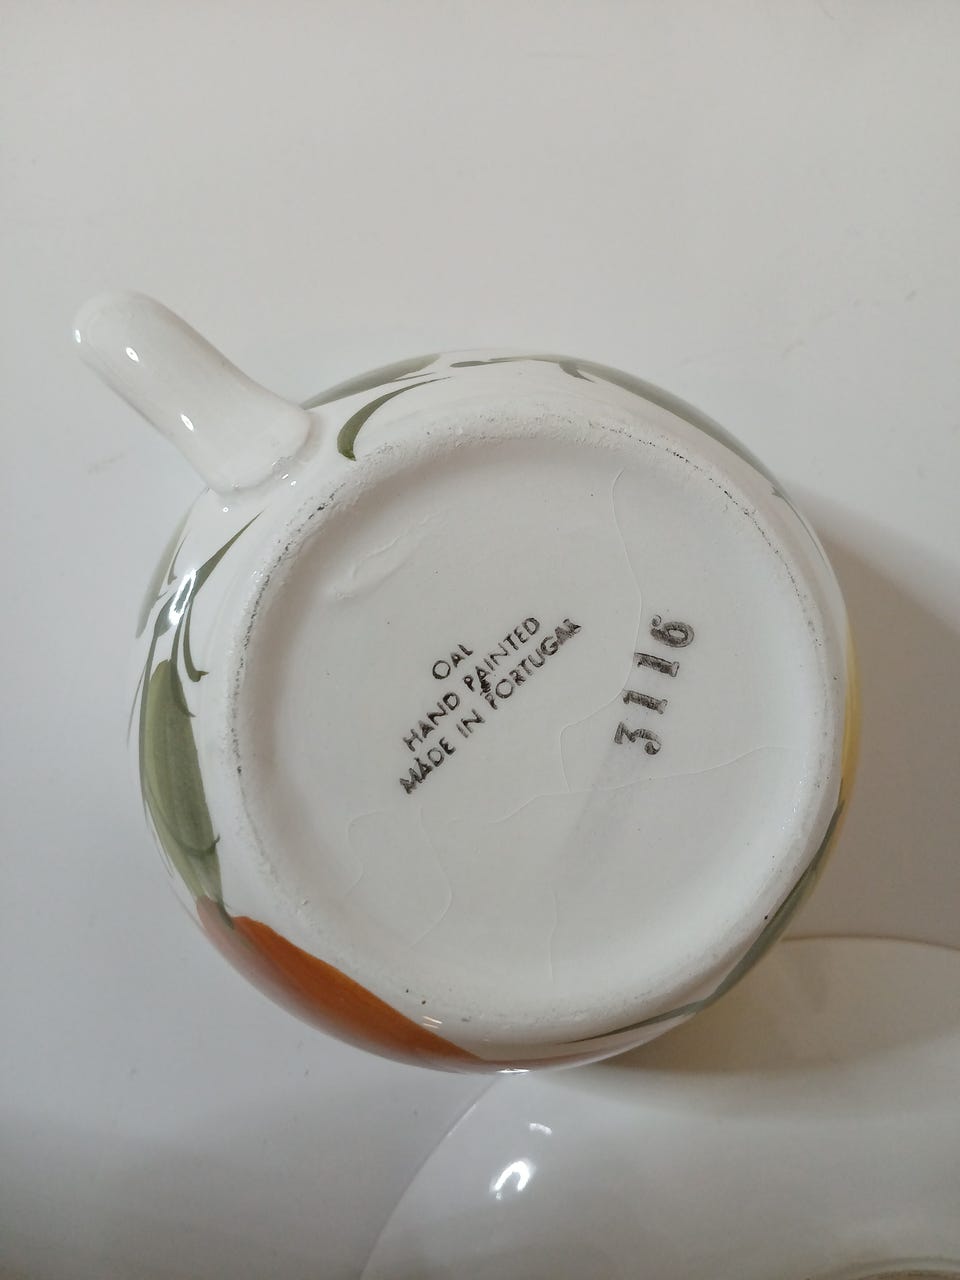 OAL
HAND PAINTED
MADE IN PORTUGAL
3116